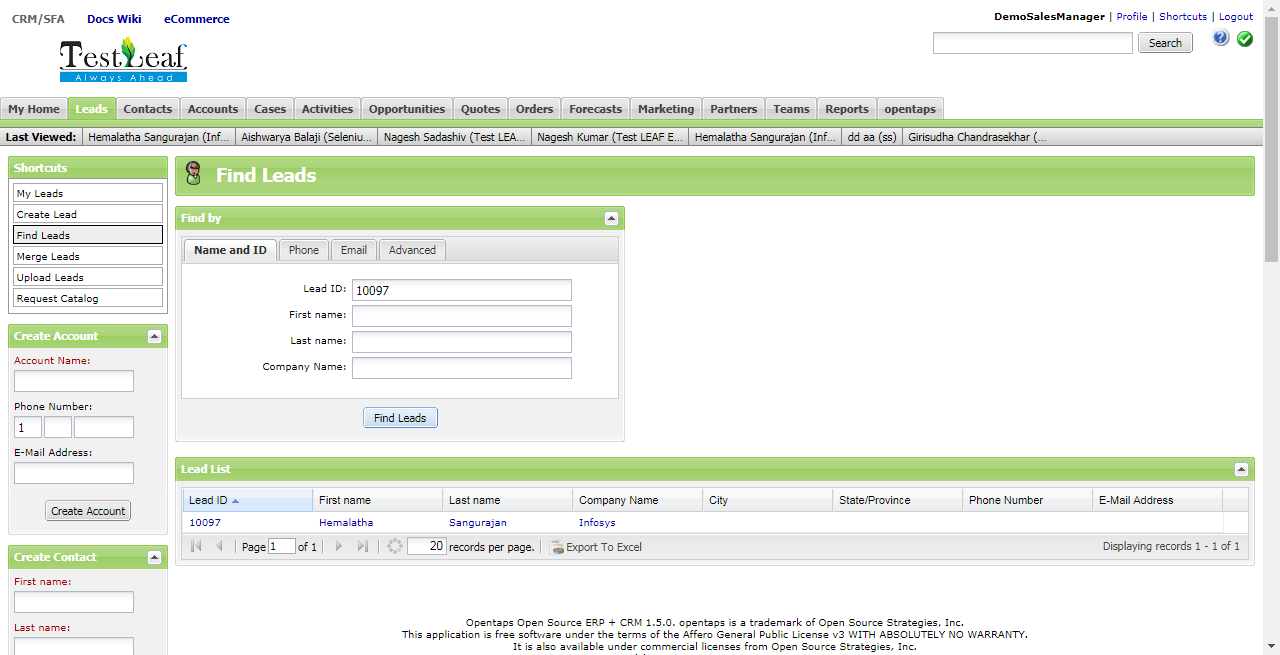 CRM/SFA Docs Wiki eCommerce
DemoSalesManager | Profile | Shortcuts | Logout
TestLeaf
Always Ahead
Search
My Home Leads Contacts Accounts Cases Activities Opportunities Quotes Orders Forecasts Marketing Partners Teams Reports opentaps
Last Viewed: Hemalatha Sangurajan (Inf... Aishwarya Balaji (Seleniu... Nagesh Sadashiv (Test LEA... Nagesh Kumar (Test LEAF E... Hemalatha Sangurajan (Inf... dd aa (ss) Girisudha Chandrasekhar (...
Shortcuts
My Leads
Create Lead
Find Leads
Merge Leads
Upload Leads
Request Catalog
Create Account
Account Name:
Phone Number:
1
E-Mail Address:
Create Account
Create Contact
First name:
Last name:
Find Leads
Find by
Name and ID Phone Email Advanced
Lead ID: 10097
First name:
Last name:
Company Name:
Find Leads
Lead List
Lead ID First name Last name Company Name City State/Province Phone Number E-Mail Address
10097 Hemalatha Sangurajan Infosys
Page 1 of 1 20 records per page. Export To Excel Displaying records 1 - 1 of 1
Opentaps Open Source ERP + CRM 1.5.0. opentaps is a trademark of Open Source Strategies, Inc.
This application is free software under the terms of the Affero General Public License v3 WITH ABSOLUTELY NO WARRANTY.
It is also available under commercial licenses from Open Source Strategies, Inc.